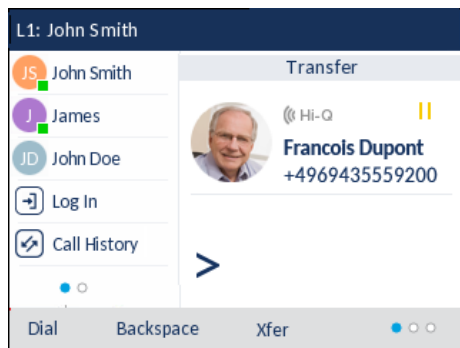 L1: John Smith
JS John Smith
J James
JD John Doe
Log In
Call History
Transfer
Hi-Q
Francois Dupont
+4969435559200
>
Dial Backspace Xfer